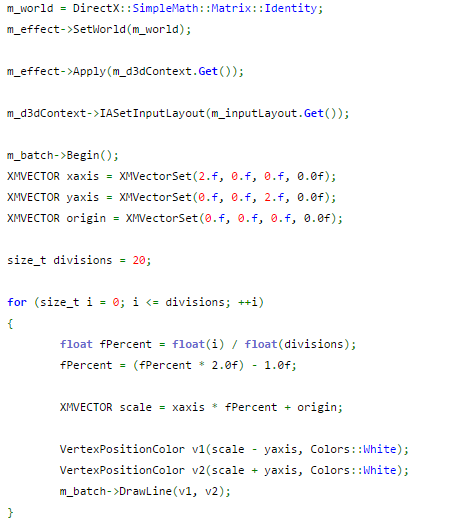 m_world = DirectX::SimpleMath::Matrix::Identity;
m_effect->SetWorld(m_world);
m_effect->Apply(m_d3dContext.Get());
m_d3dContext->IASetInputLayout(m_inputLayout.Get());
m_batch->Begin();
XMVECTOR xaxis = XMVectorSet(2.f, 0.f, 0.f, 0.0f);
XMVECTOR yaxis = XMVectorSet(0.f, 0.f, 2.f, 0.0f);
XMVECTOR origin = XMVectorSet(0.f, 0.f, 0.f, 0.0f);
size_t divisions = 20;
for (size_t i = 0; i <= divisions; ++i)
{
float fPercent = float(i) / float(divisions);
fPercent = (fPercent * 2.0f) - 1.0f;
XMVECTOR scale = xaxis * fPercent + origin;
VertexPositionColor v1(scale - yaxis, Colors::White);
VertexPositionColor v2(scale + yaxis, Colors::White);
m_batch->DrawLine(v1, v2);
}